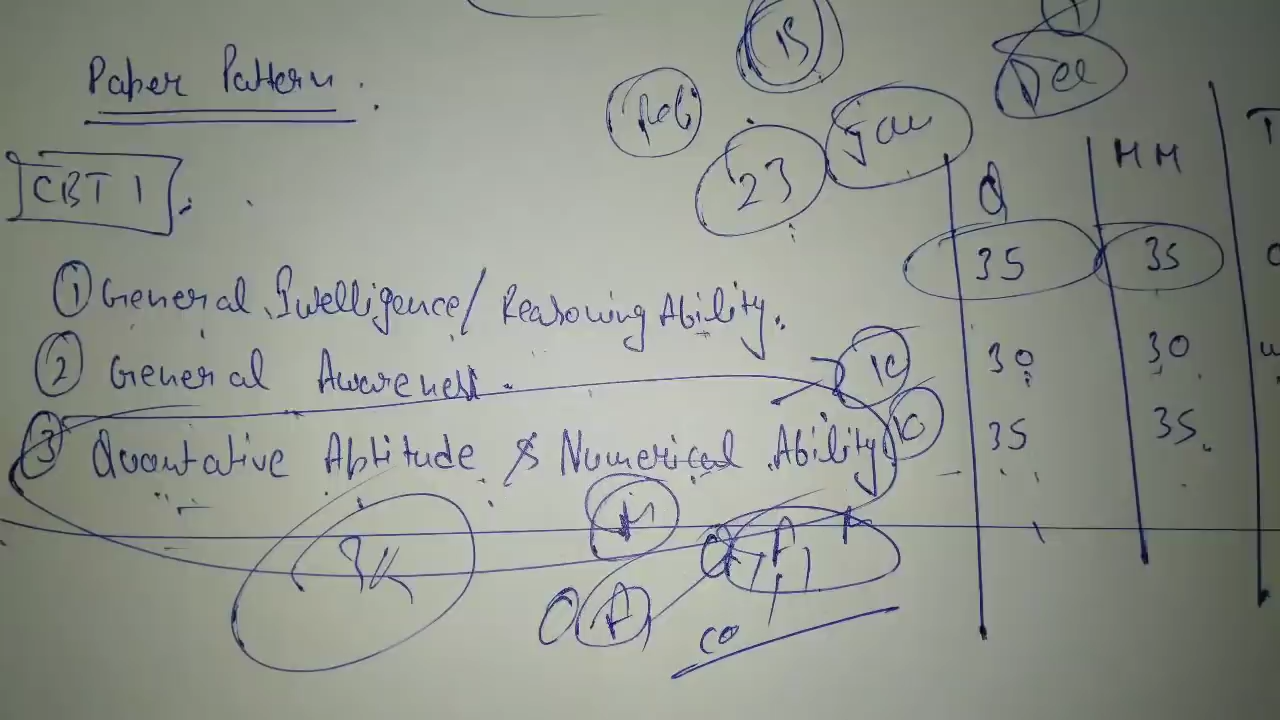 Paper Pattern.
15
Feb
Dec
Jan
23
CBT 1
Q
MM
T
① General Intelligence/Reasoning Ability. 35 35
② General Awareness. 30 30
③ Quantative Aptitude & Numerical Ability 35 35